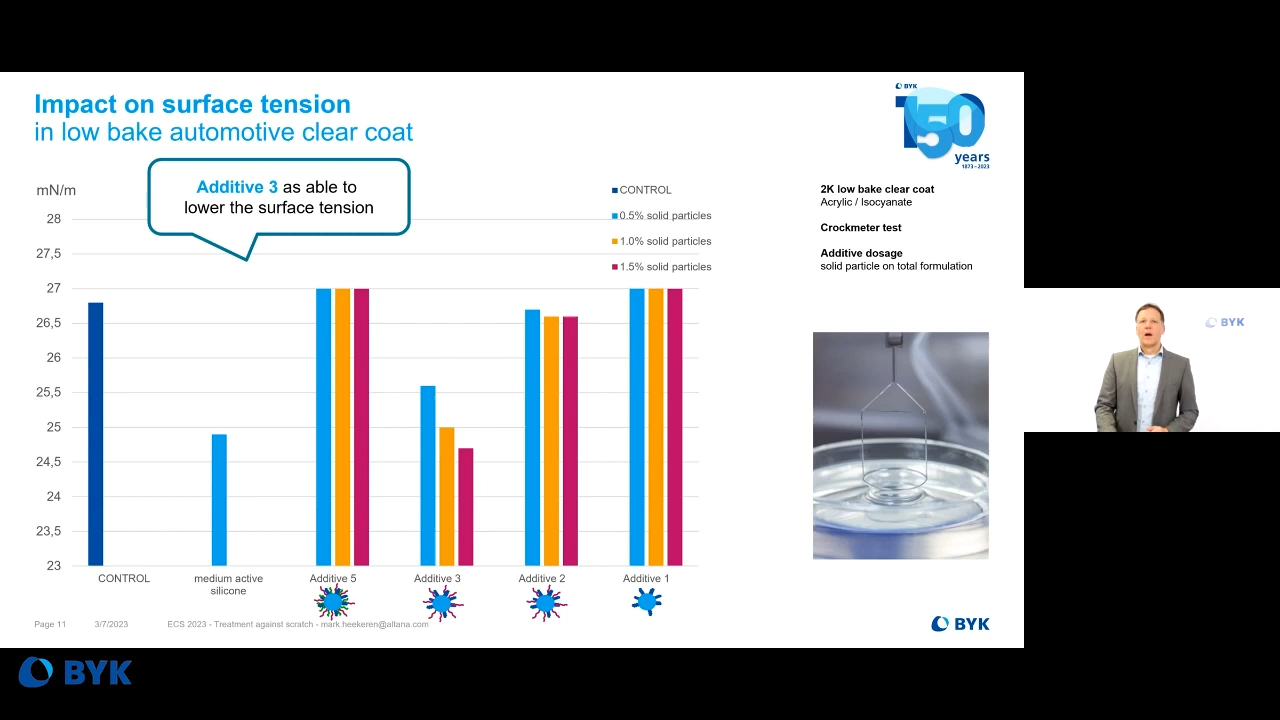 Impact on surface tension
in low bake automotive clear coat
BYK
150
years
1873-2023
Additive 3 as able to
lower the surface tension
mN/m
28
27,5
27
26,5
26
25,5
25
24,5
24
23,5
23
CONTROL
0.5% solid particles
1.0% solid particles
1.5% solid particles
2K low bake clear coat
Acrylic / Isocyanate
Crockmeter test
Additive dosage
solid particle on total formulation
BYK
CONTROL
medium active
silicone
Additive 5
Additive 3
Additive 2
Additive 1
Page 11
3/7/2023
ECS 2023 - Treatment against scratch - mark.heekeren@altana.com
BYK
BYK